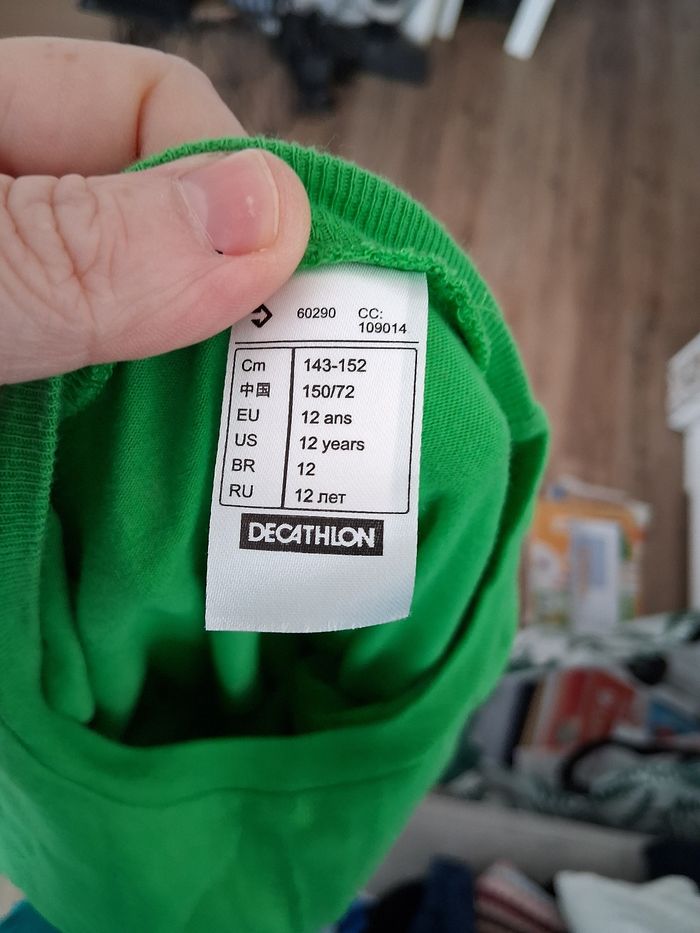 60290 CC:
109014
Cm 143-152
中国 150/72
EU 12 ans
US 12 years
BR 12
RU 12 лет
DECATHLON